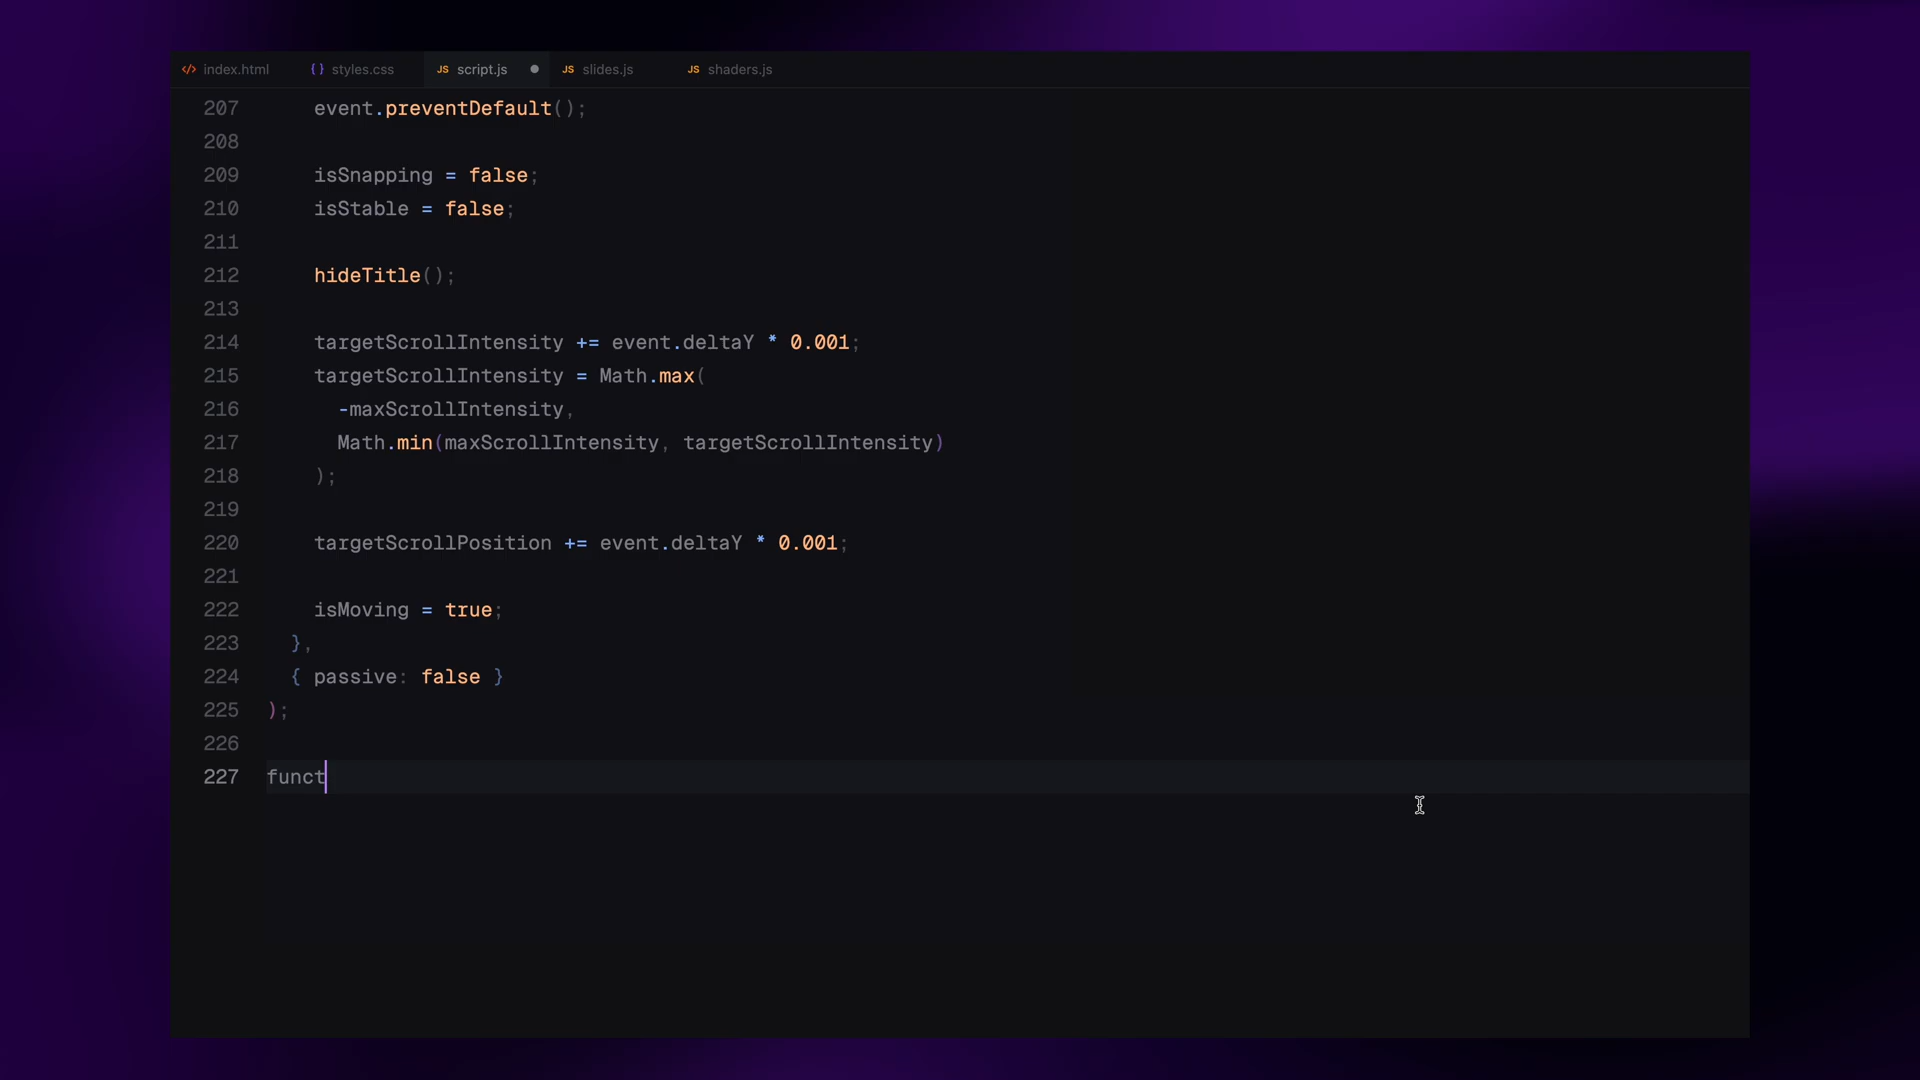 </> index.html {} styles.css JS script.js JS slides.js JS shaders.js
207 event.preventDefault();
208
209 isSnapping = false;
210 isStable = false;
211
212 hideTitle();
213
214 targetScrollIntensity += event.deltaY * 0.001;
215 targetScrollIntensity = Math.max(
216 -maxScrollIntensity,
217 Math.min(maxScrollIntensity, targetScrollIntensity)
218 );
219
220 targetScrollPosition += event.deltaY * 0.001;
221
222 isMoving = true;
223 },
224 { passive: false }
225 );
226
227 funct